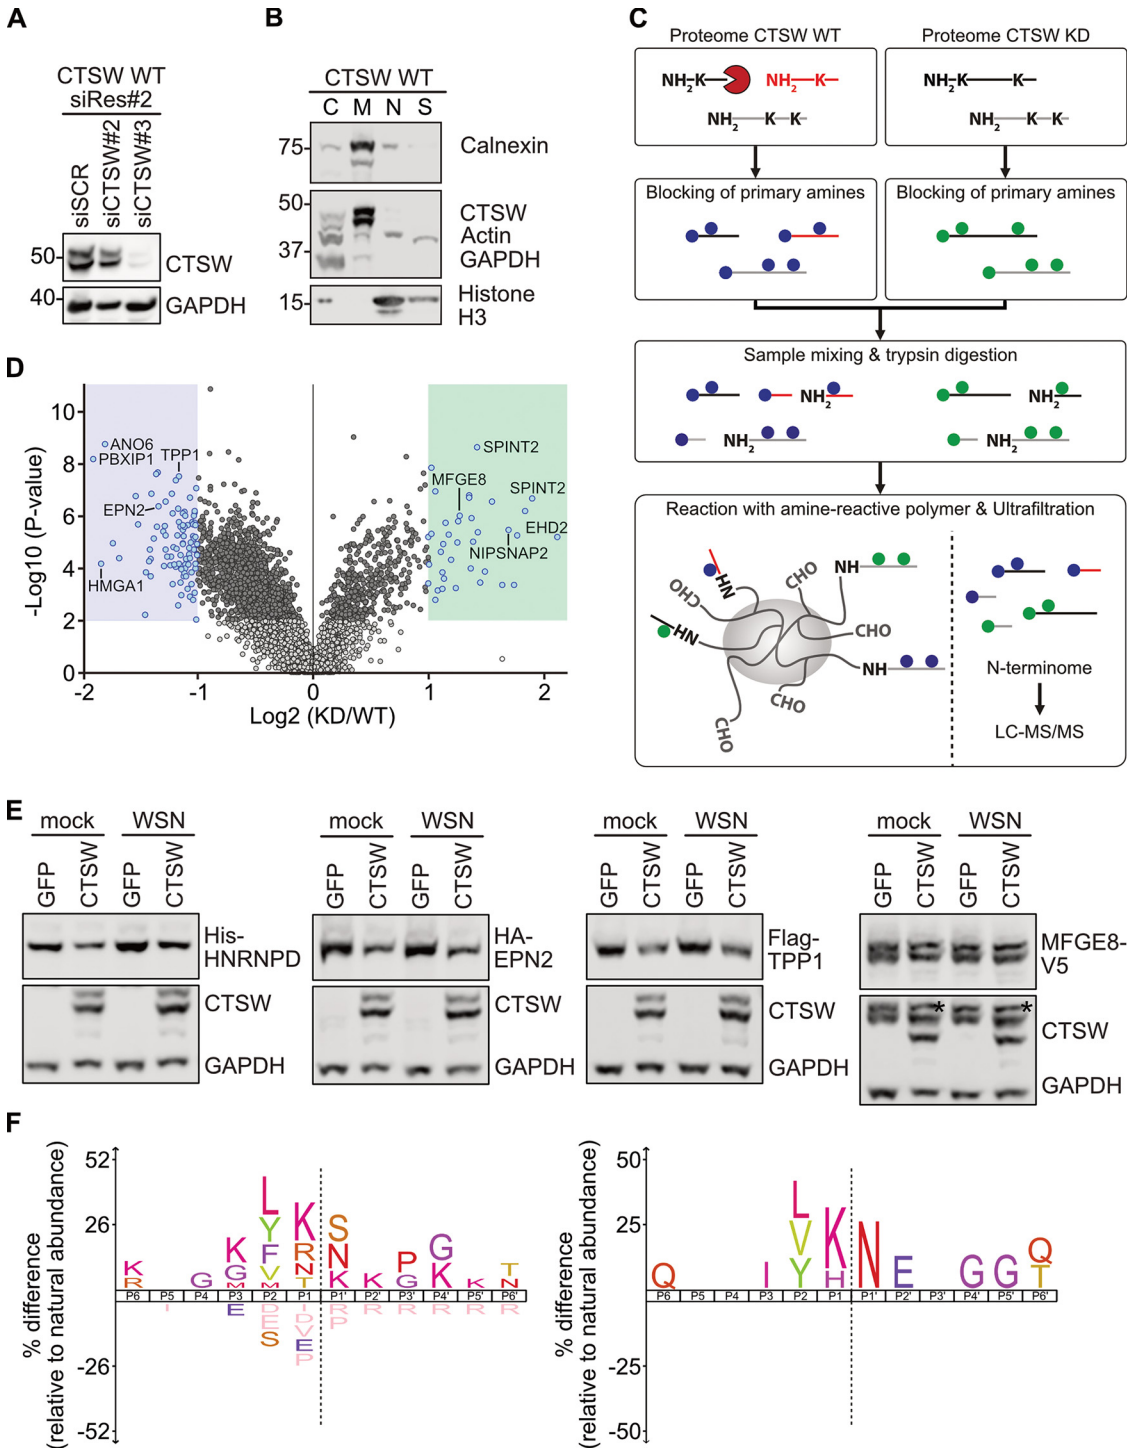 A
CTSW WT
siRes#2
siSCR
siCTSW#2
siCTSW#3
50-
CTSW
40-
GAPDH
B
CTSW WT
C M N S
75-
Calnexin
50-
CTSW
Actin
37-
GAPDH
15-
Histone
H3
C
Proteome CTSW WT
Proteome CTSW KD
NH2-K
NH2 K
NH2-K K
NH2 K K
NH2 K K
Blocking of primary amines
Blocking of primary amines
Sample mixing & trypsin digestion
NH2
NH2
NH2
NH2
Reaction with amine-reactive polymer & Ultrafiltration
NH
CHO
CHO
NH
NH
CHO
NH
CHO
CHO
N-terminome
LC-MS/MS
D
-Log10 (P-value)
10
8
6
4
2
0
-2 -1 0 1 2
Log2 (KD/WT)
ANO6
PBXIP1
TPP1
EPN2
HMGA1
SPINT2
MFGE8
SPINT2
EHD2
NIPSNAP2
E
mock WSN
GFP CTSW GFP CTSW
His-
HNRNPD
CTSW
GAPDH
mock WSN
GFP CTSW GFP CTSW
HA-
EPN2
CTSW
GAPDH
mock WSN
GFP CTSW GFP CTSW
Flag-
TPP1
CTSW
GAPDH
mock WSN
GFP CTSW GFP CTSW
MFGE8-
V5
* *
CTSW
GAPDH
F
% difference
(relative to natural abundance)
52
26
-26
-52
L
Y K S
F R N G
K V N K P T
K R G G M M T K K G K K N
P6 P5 P4 P3 P2 P1 P1' P2' P3' P4' P5' P6'
I E D I R R R R R R
E D P
S V
E
P
% difference
(relative to natural abundance)
50
25
-25
-50
L
V K N Q
Q I Y H E G G T
P6 P5 P4 P3 P2 P1 P1' P2' P3' P4' P5' P6'